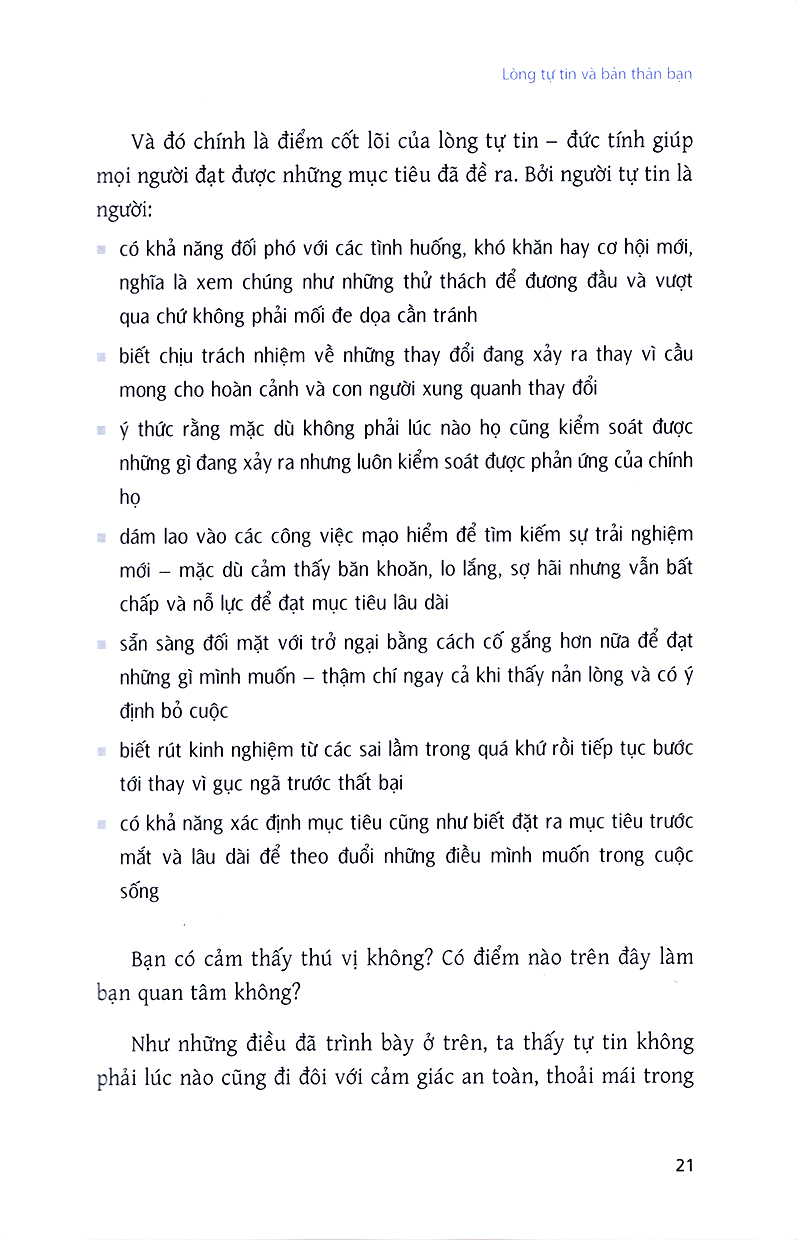 Lòng tự tin và bản thân bạn
Và đó chính là điểm cốt lõi của lòng tự tin – đức tính giúp
mọi người đạt được những mục tiêu đã đề ra. Bởi người tự tin là
người:
có khả năng đối phó với các tình huống, khó khăn hay cơ hội mới,
nghĩa là xem chúng như những thử thách để đương đầu và vượt
qua chứ không phải mối đe dọa cần tránh
biết chịu trách nhiệm về những thay đổi đang xảy ra thay vì cầu
mong cho hoàn cảnh và con người xung quanh thay đổi
ý thức rằng mặc dù không phải lúc nào họ cũng kiểm soát được
những gì đang xảy ra nhưng luôn kiểm soát được phản ứng của chính
họ
dám lao vào các công việc mạo hiểm để tìm kiếm sự trải nghiệm
mới – mặc dù cảm thấy băn khoăn, lo lắng, sợ hãi nhưng vẫn bất
chấp và nỗ lực để đạt mục tiêu lâu dài
sẵn sàng đối mặt với trở ngại bằng cách cố gắng hơn nữa để đạt
những gì mình muốn – thậm chí ngay cả khi thấy nản lòng và có ý
định bỏ cuộc
biết rút kinh nghiệm từ các sai lầm trong quá khứ rồi tiếp tục bước
tới thay vì gục ngã trước thất bại
có khả năng xác định mục tiêu cũng như biết đặt ra mục tiêu trước
mắt và lâu dài để theo đuổi những điều mình muốn trong cuộc
sống
Bạn có cảm thấy thú vị không? Có điểm nào trên đây làm
bạn quan tâm không?
Như những điều đã trình bày ở trên, ta thấy tự tin không
phải lúc nào cũng đi đôi với cảm giác an toàn, thoải mái trong
21